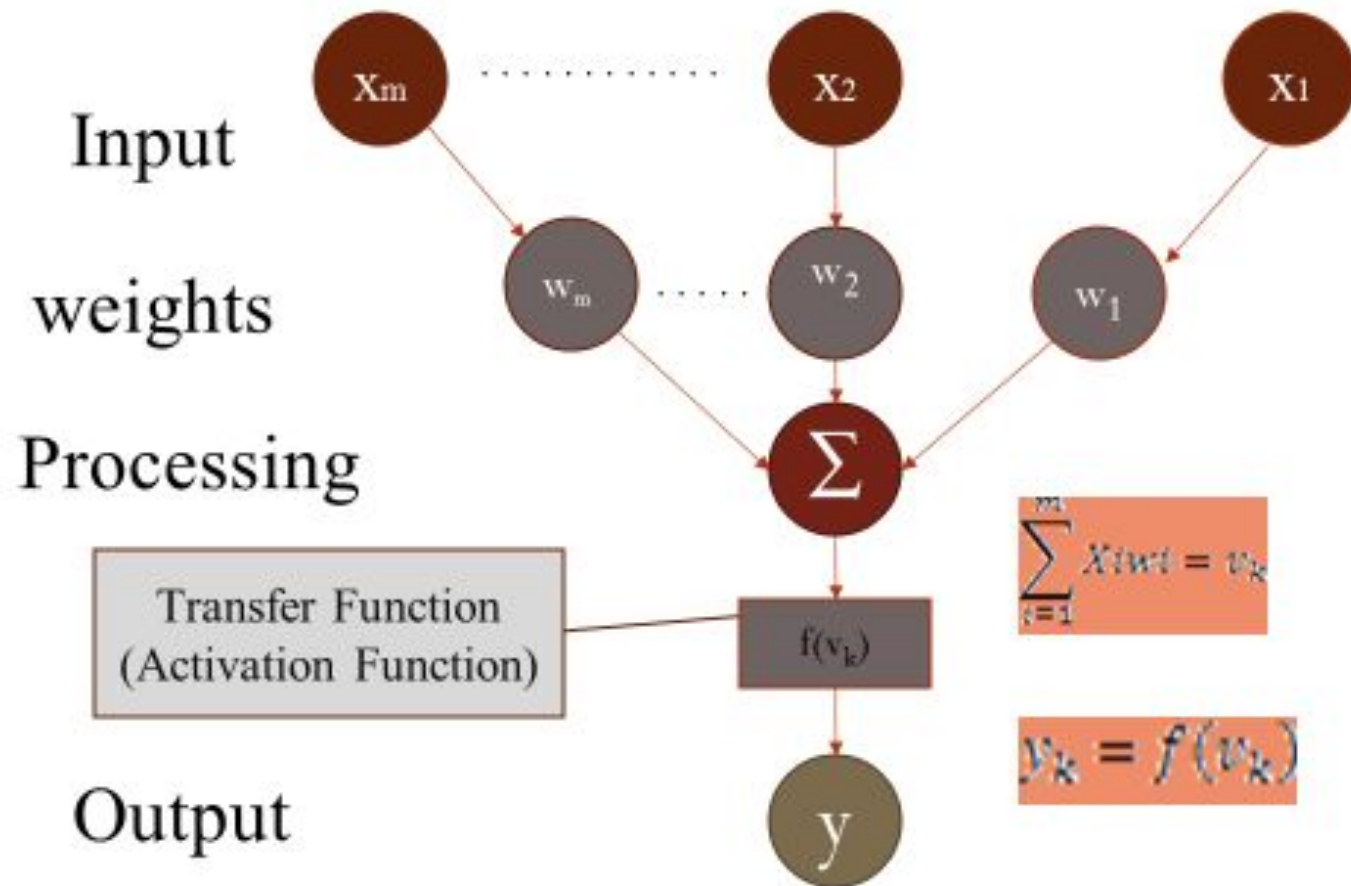 Xm ........... X2 X1
Input
wm ..... w2 w1
weights
Σ
Processing
∑ i=1 m Xiwi = vk
Transfer Function
(Activation Function)
f(vk)
yk = f(vk)
Output
y